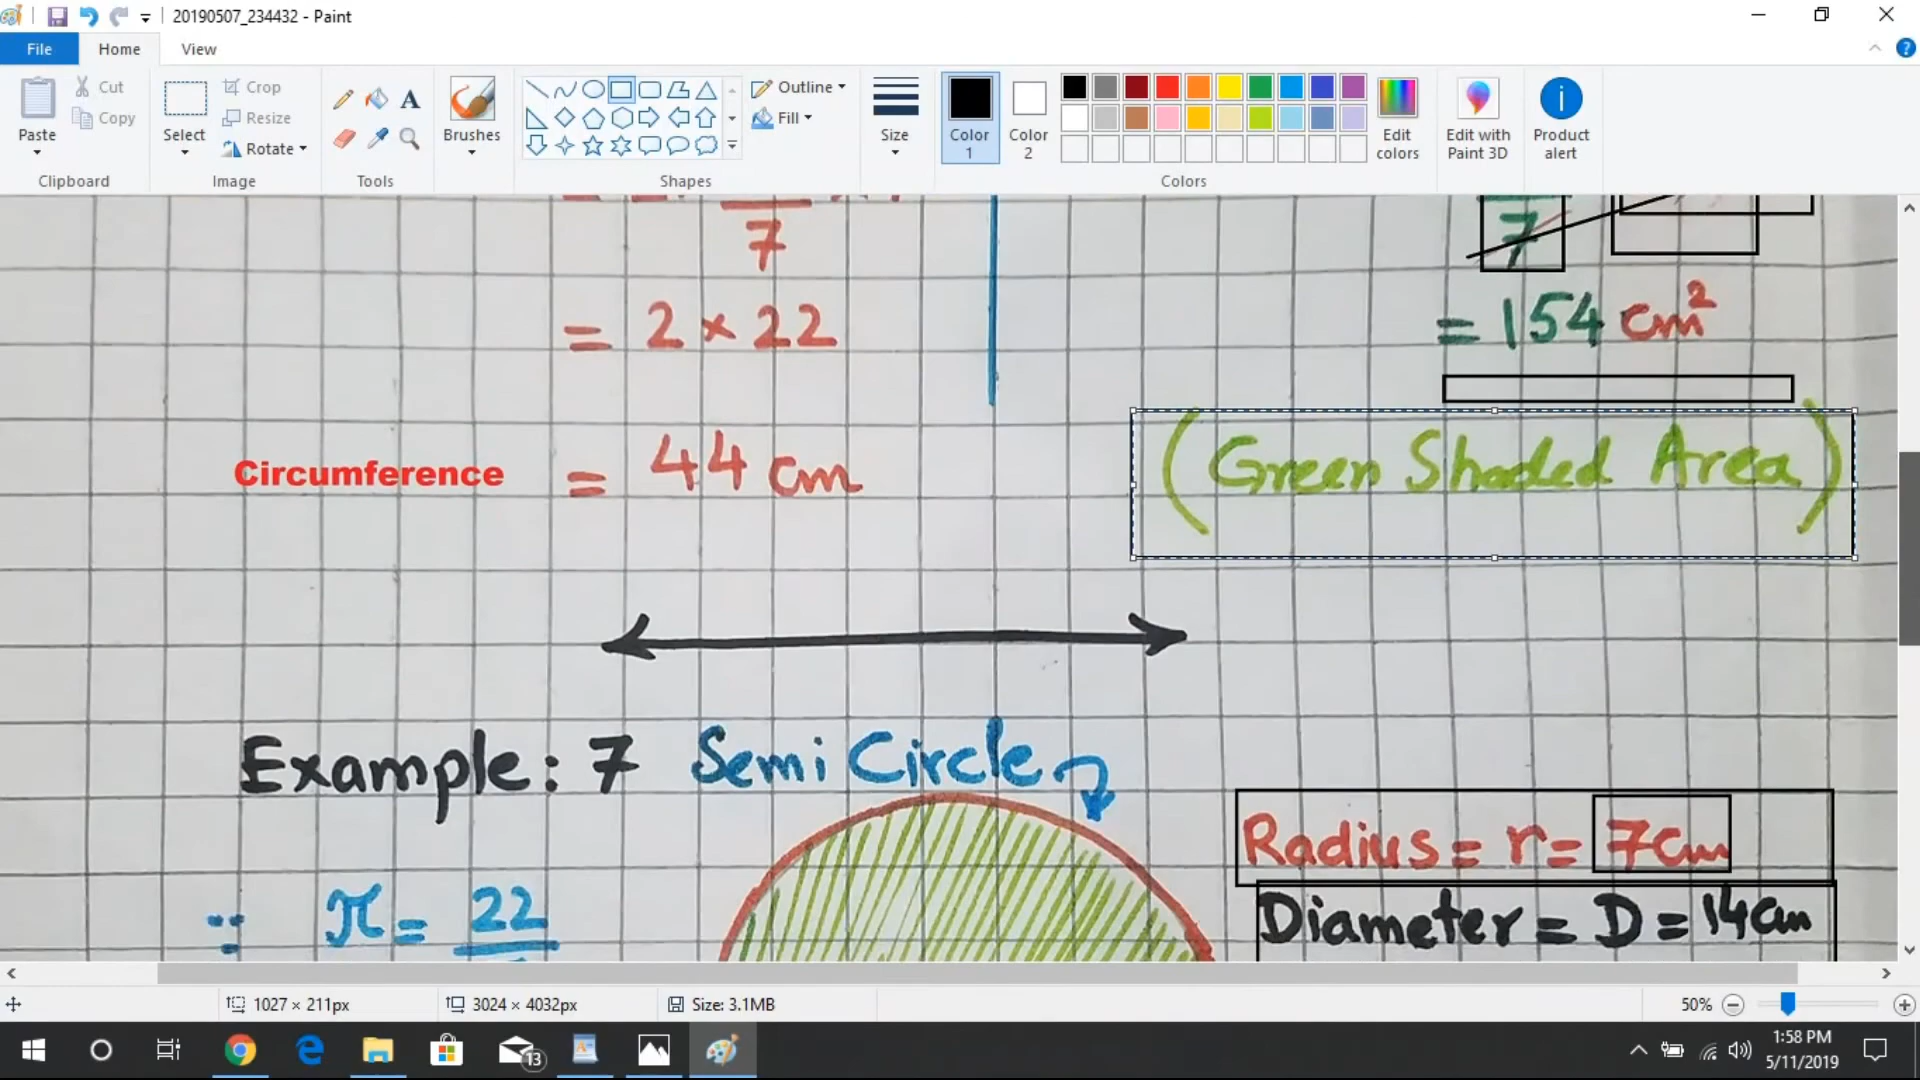 20190507_234432 - Paint
File Home View
Paste
Cut
Copy
Clipboard
Select
Crop
Resize
Rotate
Image
A
Tools
Brushes
Outline
Fill
Shapes
Size
Color 1
Color 2
Edit colors
Colors
Edit with Paint 3D
Product alert
7
= 2 × 22
Circumference = 44 cm
7
= 154 cm²
(Green Shaded Area)
Example: 7 Semi Circle
Radius = r = 7cm
Diameter = D = 14cm
∵ π = 22
1027 × 211px 3024 × 4032px Size: 3.1MB 50%
13
1:58 PM
5/11/2019